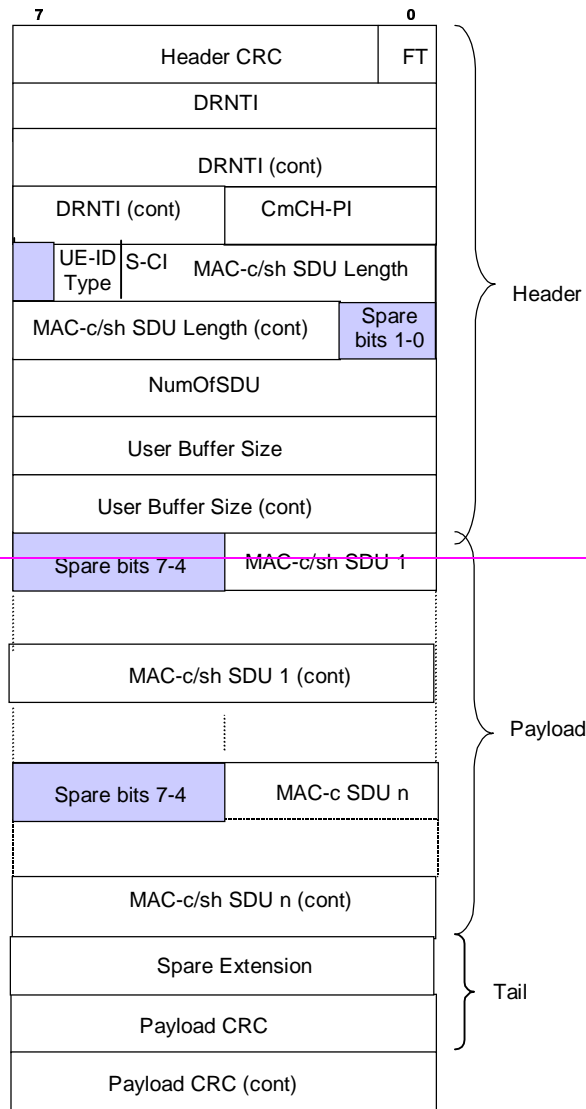 7 0
Header CRC FT
DRNTI
DRNTI (cont)
DRNTI (cont) CmCH-PI
UE-ID Type S-CI MAC-c/sh SDU Length
Header
MAC-c/sh SDU Length (cont) Spare bits 1-0
NumOfSDU
User Buffer Size
User Buffer Size (cont)
Spare bits 7-4 MAC-c/sh SDU 1
MAC-c/sh SDU 1 (cont)
Payload
Spare bits 7-4 MAC-c SDU n
MAC-c/sh SDU n (cont)
Spare Extension
Tail
Payload CRC
Payload CRC (cont)